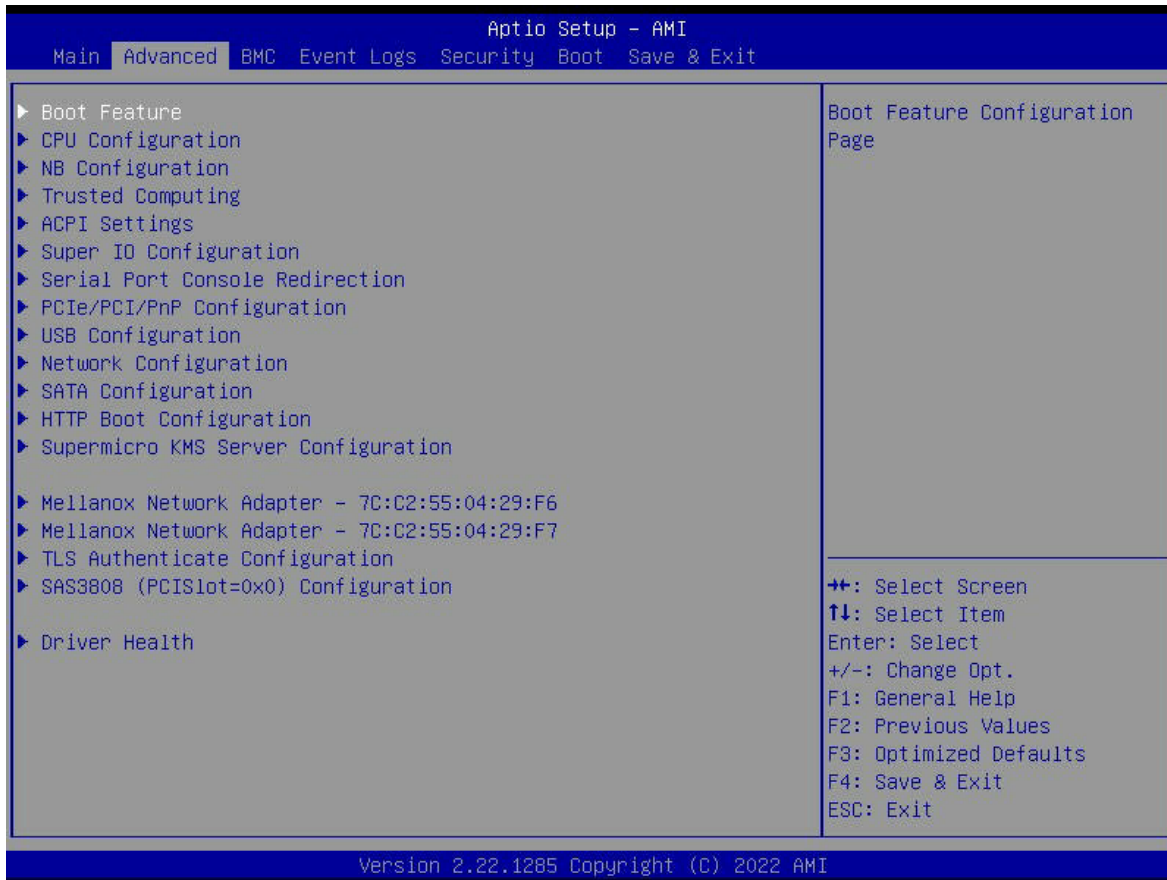 Aptio Setup – AMI
Main Advanced BMC Event Logs Security Boot Save & Exit
Boot Feature
CPU Configuration
NB Configuration
Trusted Computing
ACPI Settings
Super IO Configuration
Serial Port Console Redirection
PCIe/PCI/PnP Configuration
USB Configuration
Network Configuration
SATA Configuration
HTTP Boot Configuration
Supermicro KMS Server Configuration
Mellanox Network Adapter – 7C:C2:55:04:29:F6
Mellanox Network Adapter – 7C:C2:55:04:29:F7
TLS Authenticate Configuration
SAS3808 (PCISlot=0x0) Configuration
Driver Health
Boot Feature Configuration
Page
→←: Select Screen
↑↓: Select Item
Enter: Select
+/-: Change Opt.
F1: General Help
F2: Previous Values
F3: Optimized Defaults
F4: Save & Exit
ESC: Exit
Version 2.22.1285 Copyright (C) 2022 AMI